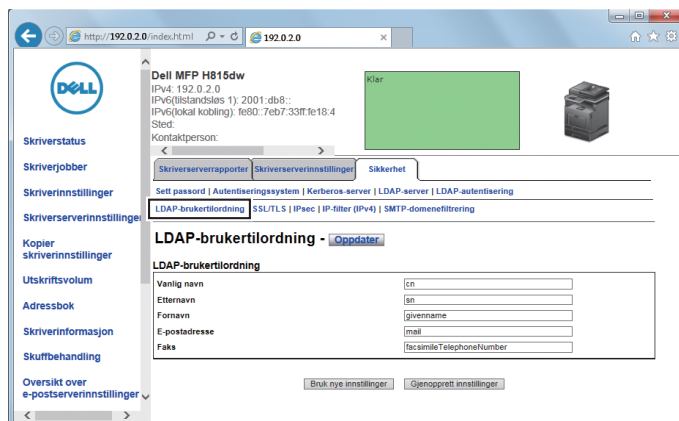 http://192.0.2.0/index.html
192.0.2.0
DELL
Dell MFP H815dw
IPv4: 192.0.2.0
IPv6(tilstandsløs 1): 2001:db8::
IPv6(lokal kobling): fe80::7eb7:33ff:fe18:4
Sted:
Kontaktperson:
Klar
Skriverstatus
Skriverjobber
Skriverinnstillinger
Skriverserverinnstillinger
Kopier
skriverinnstillinger
Utskriftsvolum
Adressbok
Skriverinformasjon
Skuffbehandling
Oversikt over
e-postserverinnstillinger
Skriverserverrapporter Skriverserverinnstillinger Sikkerhet
Sett passord | Autentiseringssystem | Kerberos-server | LDAP-server | LDAP-autentisering
LDAP-brukertilordning SSL/TLS | IPsec | IP-filter (IPv4) | SMTP-domenefiltrering
LDAP-brukertilordning - Oppdater
LDAP-brukertilordning
Vanlig navn cn
Etternavn sn
Fornavn givenname
E-postadresse mail
Faks facsimileTelephoneNumber
Bruk nye innstillinger Gjenopprett innstillinger